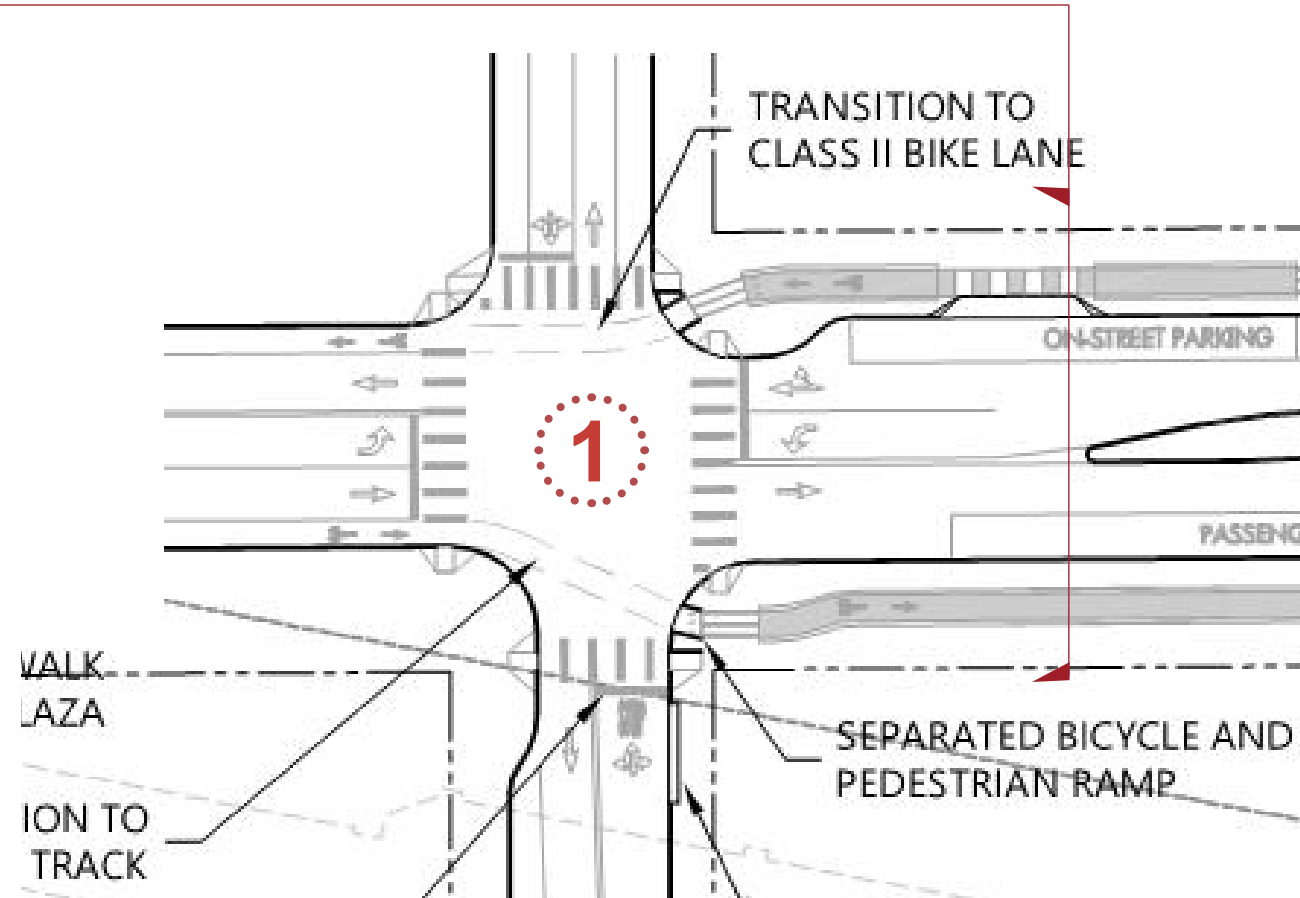 TRANSITION TO
CLASS II BIKE LANE
ON-STREET PARKING
1
PASSENG
WALK
LAZA
SEPARATED BICYCLE AND
PEDESTRIAN RAMP
ION TO
TRACK